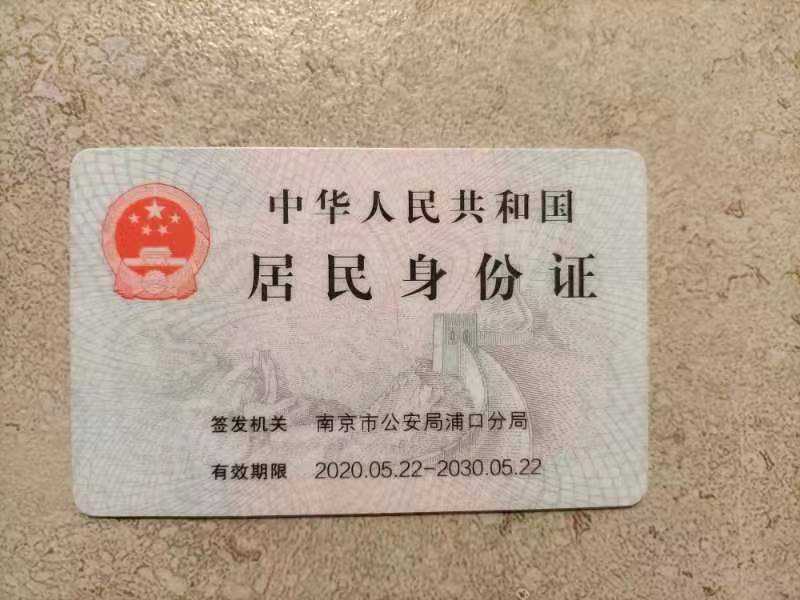 中华人民共和国
居民身份证
签发机关 南京市公安局浦口分局
有效期限 2020.05.22-2030.05.22